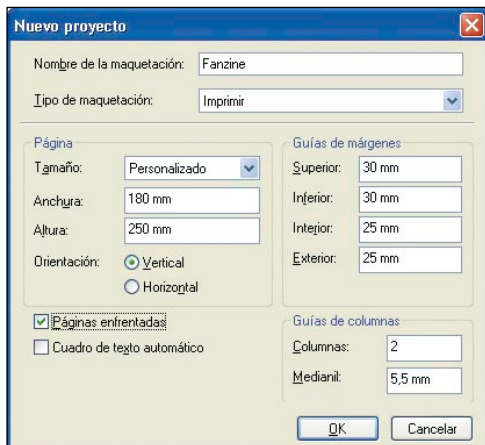 Nuevo proyecto
Nombre de la maquetación: Fanzine
Tipo de maquetación: Imprimir
Página
Tamaño: Personalizado
Anchura: 180 mm
Altura: 250 mm
Orientación: Vertical
Horizontal
Páginas enfrentadas
Cuadro de texto automático
Guías de márgenes
Superior: 30 mm
Inferior: 30 mm
Interior: 25 mm
Exterior: 25 mm
Guías de columnas
Columnas: 2
Medianil: 5,5 mm
OK Cancelar